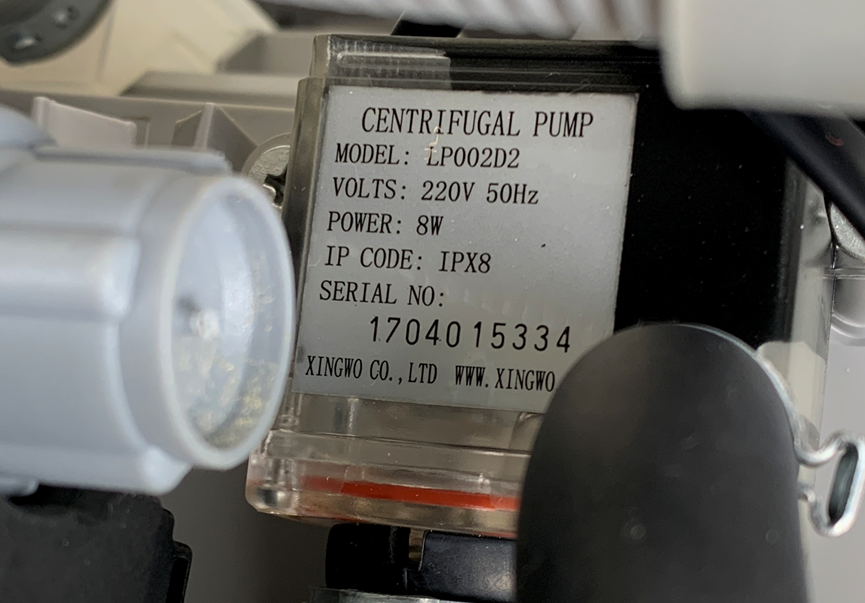 CENTRIFUGAL PUMP
MODEL: LP002D2
VOLTS: 220V 50Hz
POWER: 8W
IP CODE: IPX8
SERIAL NO:
1704015334
XINGWO CO.,LTD WWW.XINGWO